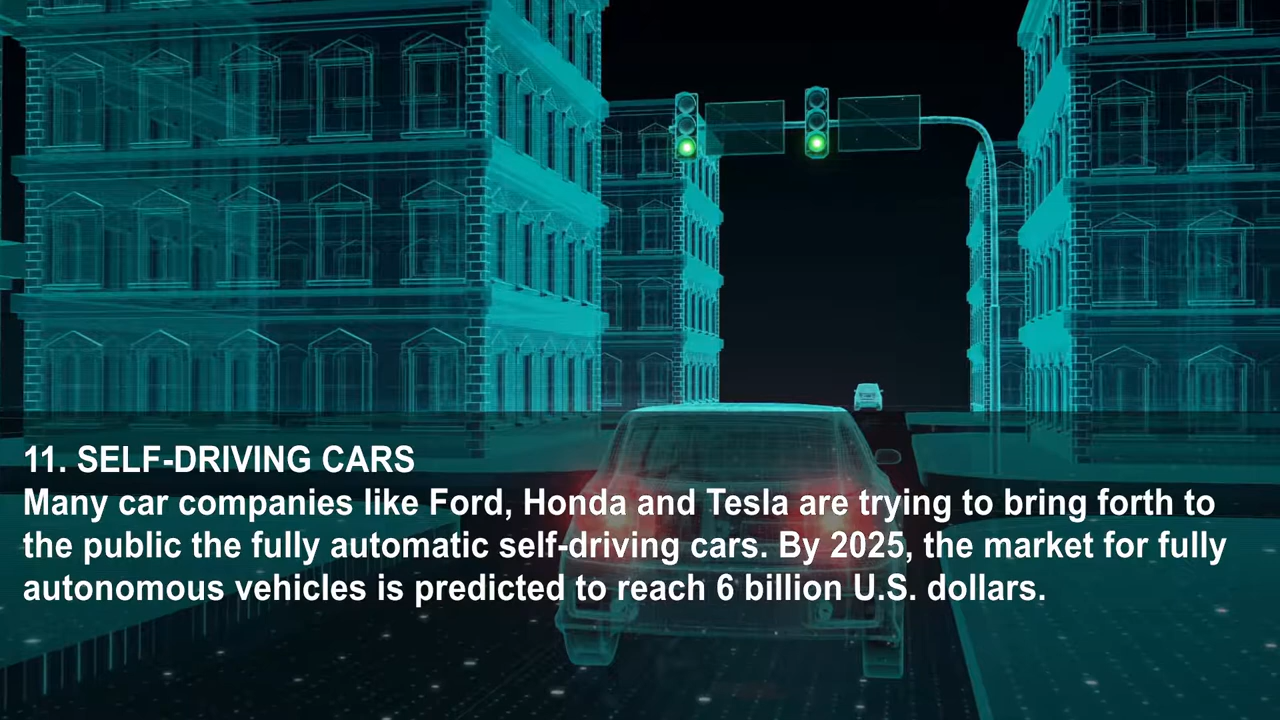 11. SELF-DRIVING CARS
Many car companies like Ford, Honda and Tesla are trying to bring forth to
the public the fully automatic self-driving cars. By 2025, the market for fully
autonomous vehicles is predicted to reach 6 billion U.S. dollars.